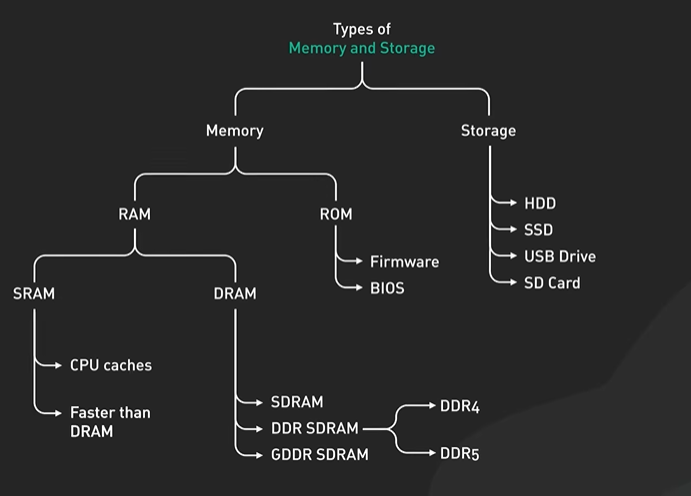 Types of
Memory and Storage
Memory
Storage
RAM
ROM
HDD
SSD
USB Drive
SD Card
Firmware
BIOS
SRAM
DRAM
CPU caches
Faster than
DRAM
SDRAM
DDR SDRAM
GDDR SDRAM
DDR4
DDR5